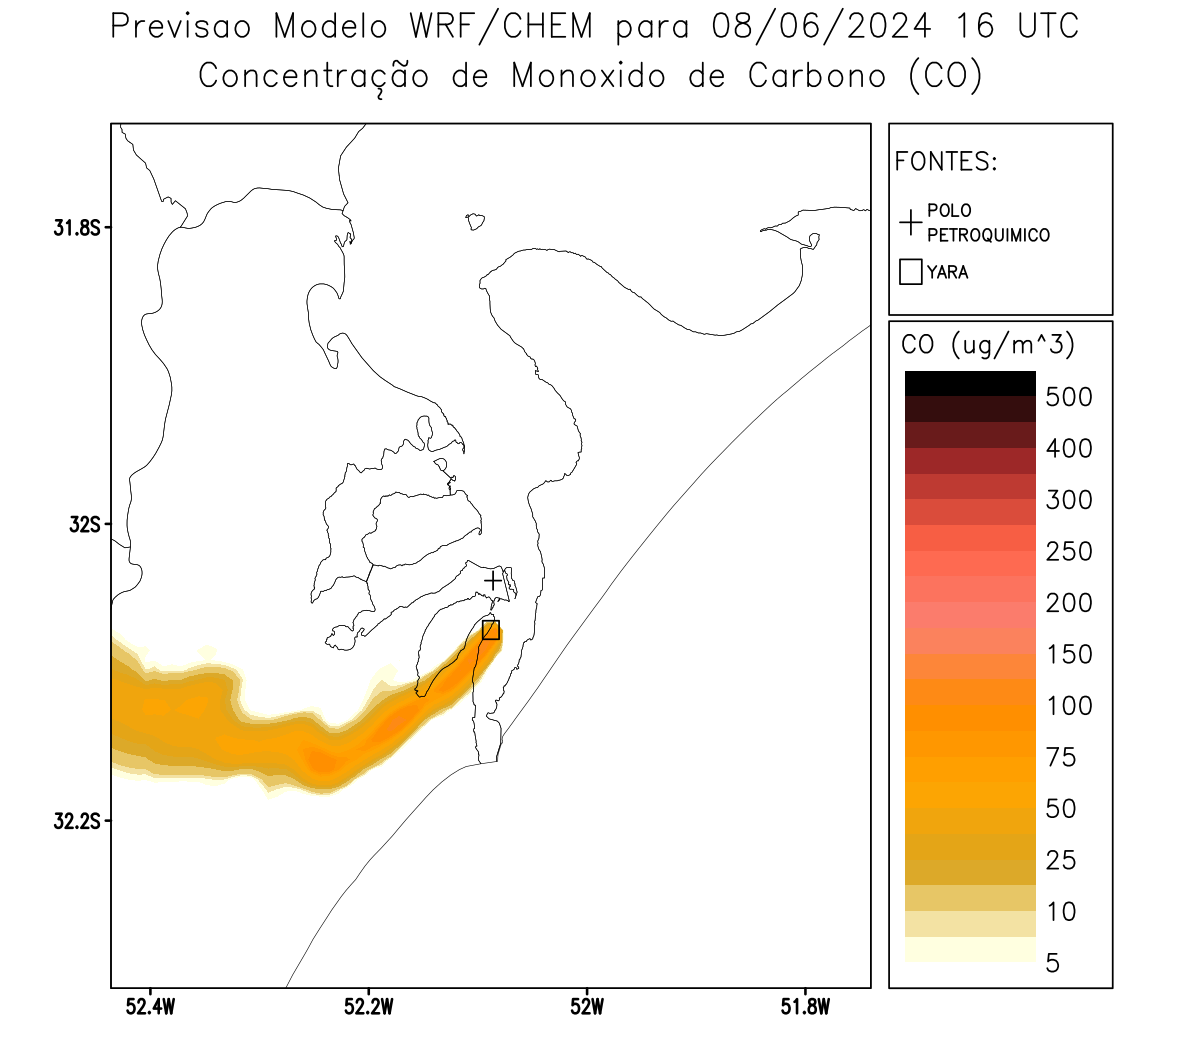 Previsao Modelo WRF/CHEM para 08/06/2024 16 UTC
Concentração de Monoxido de Carbono (CO)
FONTES:
POLO
PETROQUIMICO
YARA
CO (ug/m^3)
500
400
300
250
200
150
100
75
50
25
10
5
31.8S
32S
32.2S
52.4W
52.2W
52W
51.8W